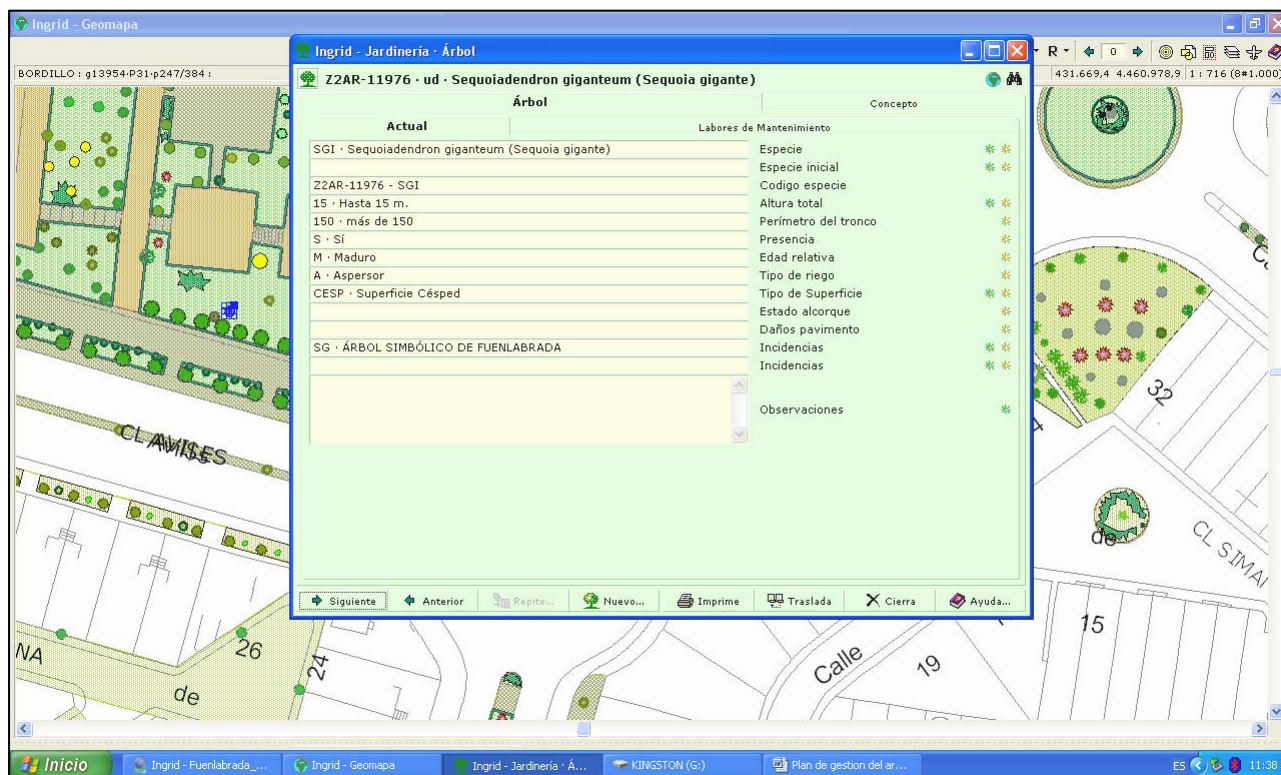 Ingrid - Geomapa
R
0
BORDILLO : g13954·P31·p247/384 :
431.669,4 4.460.978,9
1 : 716 (8#1.000)
Ingrid - Jardinería · Árbol
Z2AR-11976 · ud · Sequoiadendron giganteum (Sequoia gigante)
Árbol
Concepto
Actual
Labores de Mantenimiento
SGI · Sequoiadendron giganteum (Sequoia gigante) Especie
Especie inicial
Z2AR-11976 - SGI Codigo especie
15 · Hasta 15 m. Altura total
150 · más de 150 Perímetro del tronco
S · Sí Presencia
M · Maduro Edad relativa
A · Aspersor Tipo de riego
CESP · Superficie Césped Tipo de Superficie
Estado alcorque
Daños pavimento
SG · ÁRBOL SIMBÓLICO DE FUENLABRADA Incidencias
Incidencias
Observaciones
Siguiente
Anterior
Repite...
Nuevo...
Imprime
Traslada
Cierra
Ayuda...
32
de
CL SIMA
15
Calle
19
NA
de
26
24
Inicio
Ingrid - Fuenlabrada_...
Ingrid - Geomapa
Ingrid - Jardinería · Á...
KINGSTON (G:)
Plan de gestion del ar...
ES
11:38